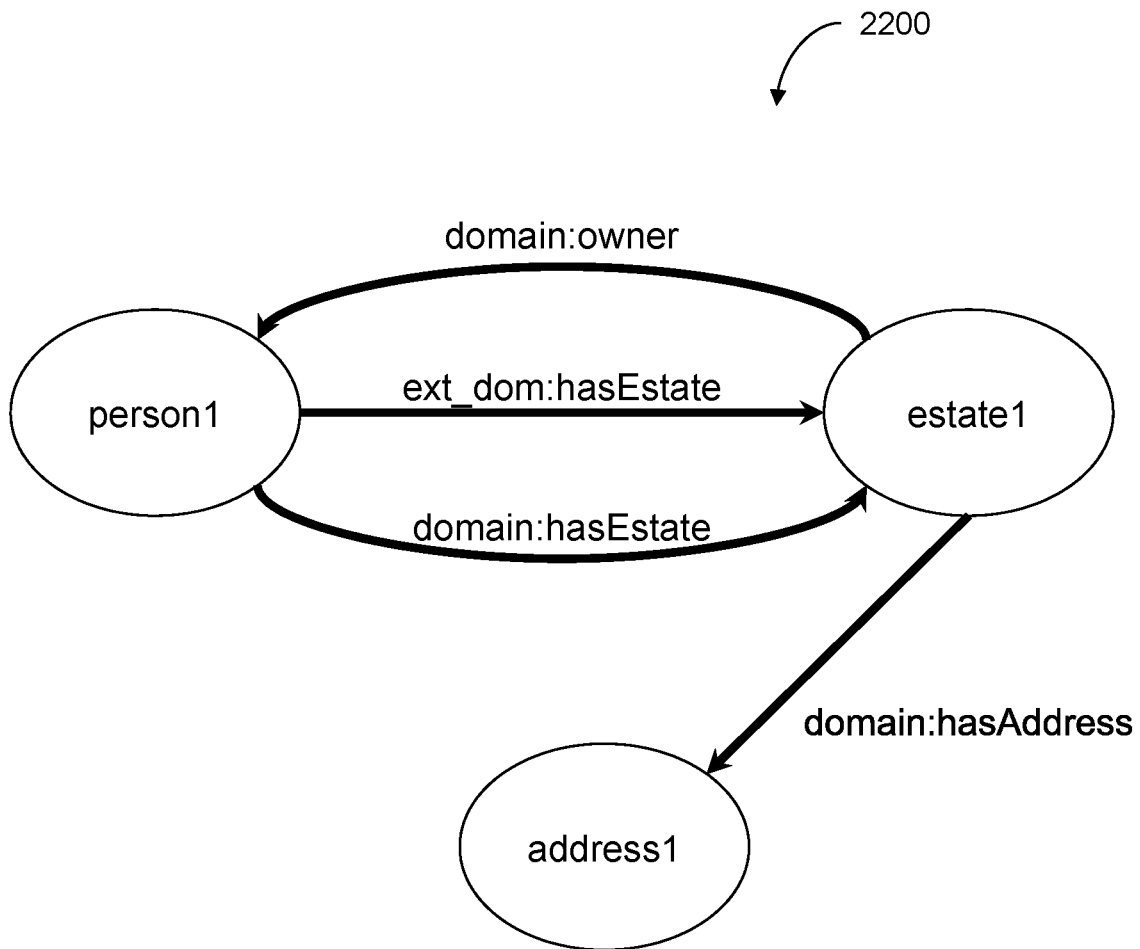 2200
domain:owner
ext_dom:hasEstate
person1
estate1
domain:hasEstate
domain:hasAddress
address1